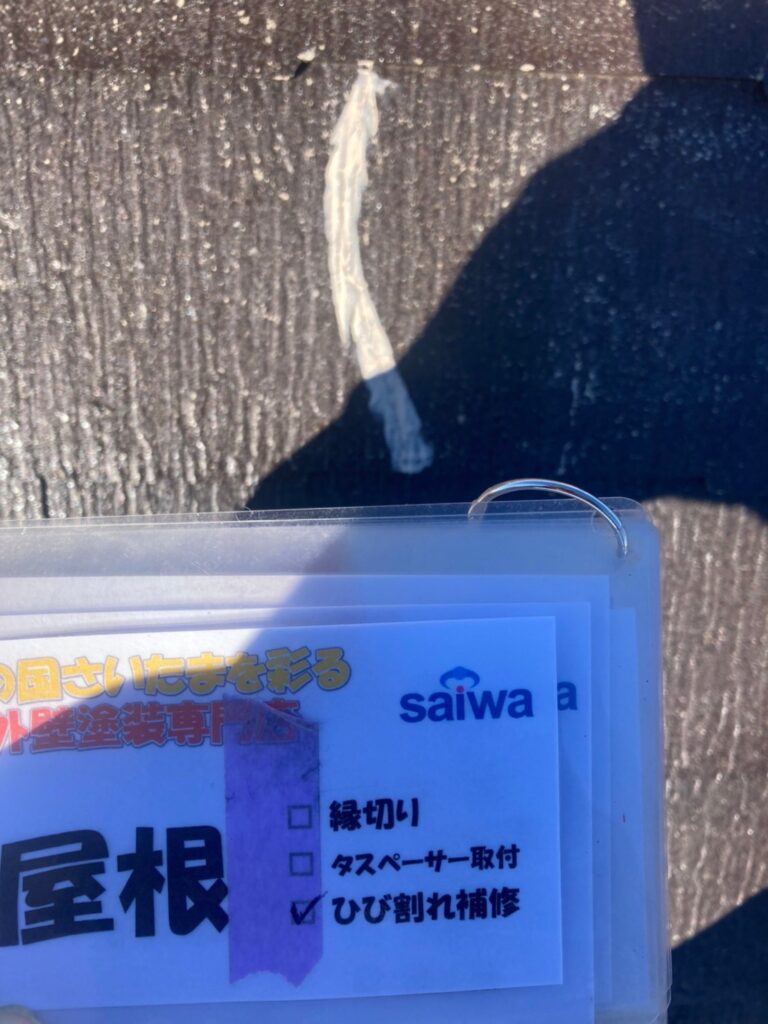 の国さいたまを彩る
外壁塗装専門店
saiwa
a
屋根
縁切り
タスペーサー取付
ひび割れ補修